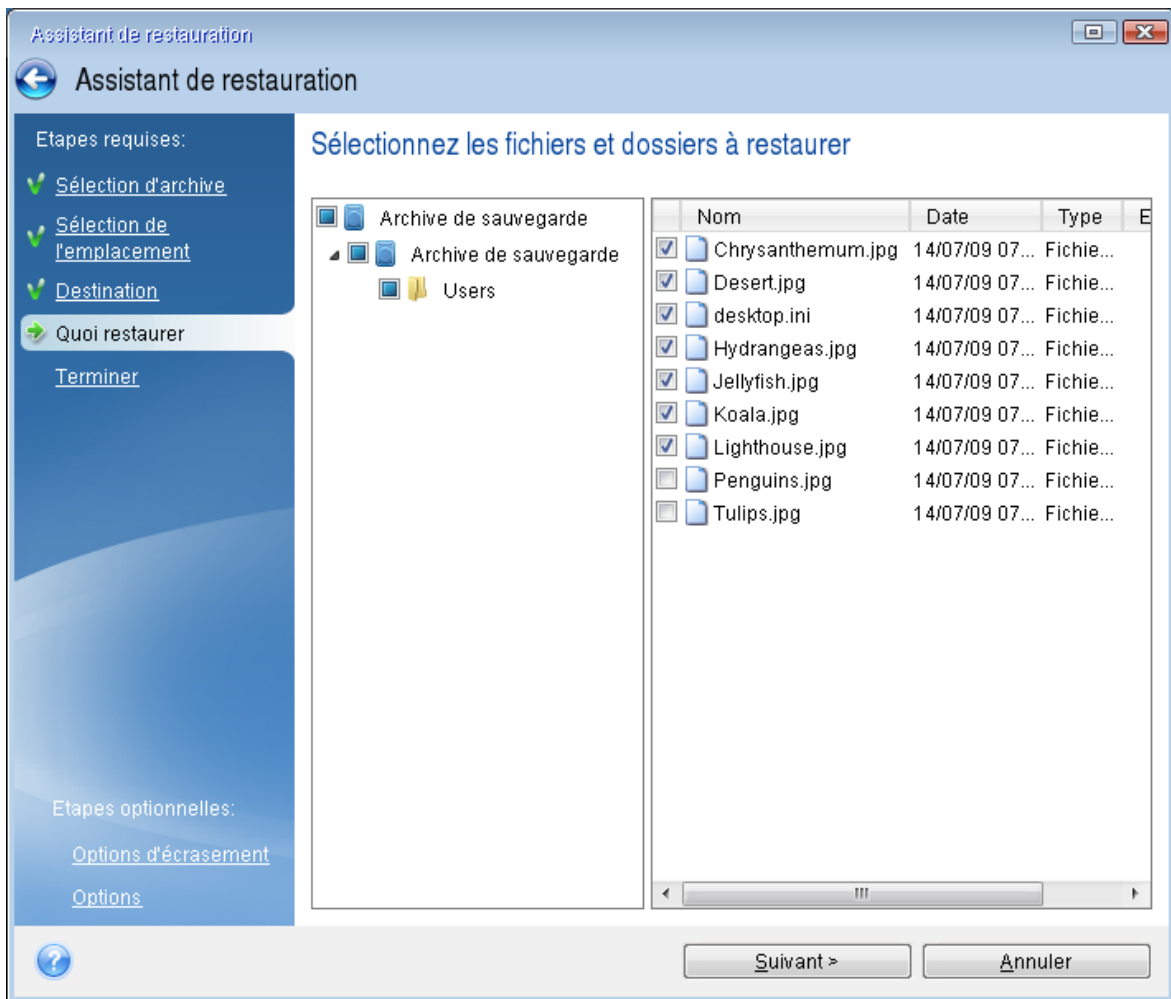 Assistant de restauration
Assistant de restauration
Etapes requises:
Sélection d'archive
Sélection de
l'emplacement
Destination
Quoi restaurer
Terminer
Etapes optionnelles:
Options d'écrasement
Options
Sélectionnez les fichiers et dossiers à restaurer
Archive de sauvegarde
Archive de sauvegarde
Users
Nom Date Type E
Chrysanthemum.jpg 14/07/09 07... Fichie...
Desert.jpg 14/07/09 07... Fichie...
desktop.ini 14/07/09 07... Fichie...
Hydrangeas.jpg 14/07/09 07... Fichie...
Jellyfish.jpg 14/07/09 07... Fichie...
Koala.jpg 14/07/09 07... Fichie...
Lighthouse.jpg 14/07/09 07... Fichie...
Penguins.jpg 14/07/09 07... Fichie...
Tulips.jpg 14/07/09 07... Fichie...
Suivant > Annuler